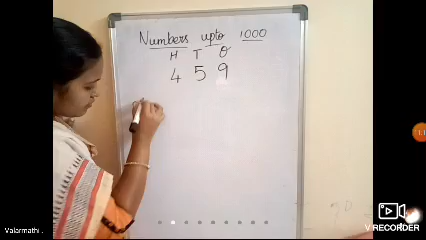 Numbers upto 1000
H T O
4 5 9
Valarmathi .
V RECORDER